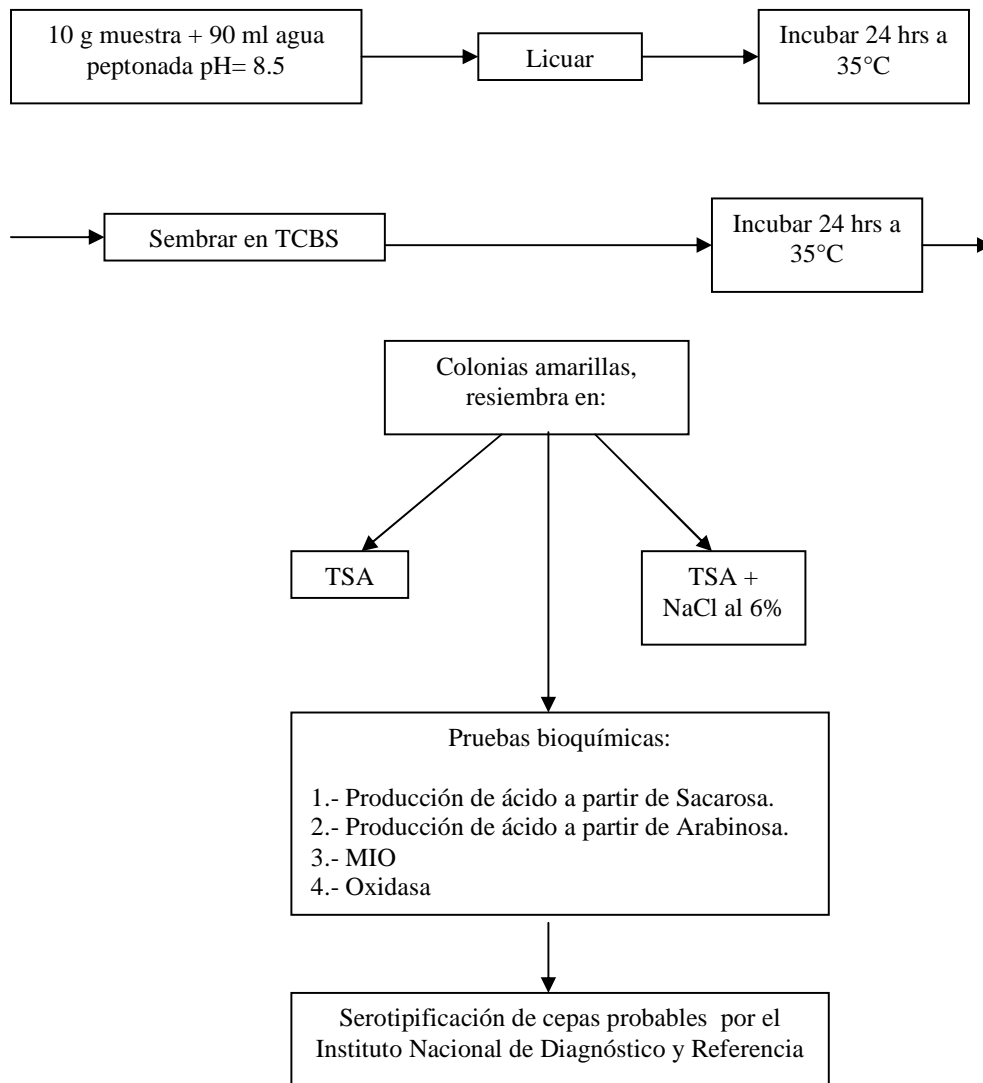 10 g muestra + 90 ml agua
peptonada pH= 8.5
Licuar
Incubar 24 hrs a
35°C
Sembrar en TCBS
Incubar 24 hrs a
35°C
Colonias amarillas,
resiembra en:
TSA
TSA +
NaCl al 6%
Pruebas bioquímicas:
1.- Producción de ácido a partir de Sacarosa.
2.- Producción de ácido a partir de Arabinosa.
3.- MIO
4.- Oxidasa
Serotipificación de cepas probables por el
Instituto Nacional de Diagnóstico y Referencia